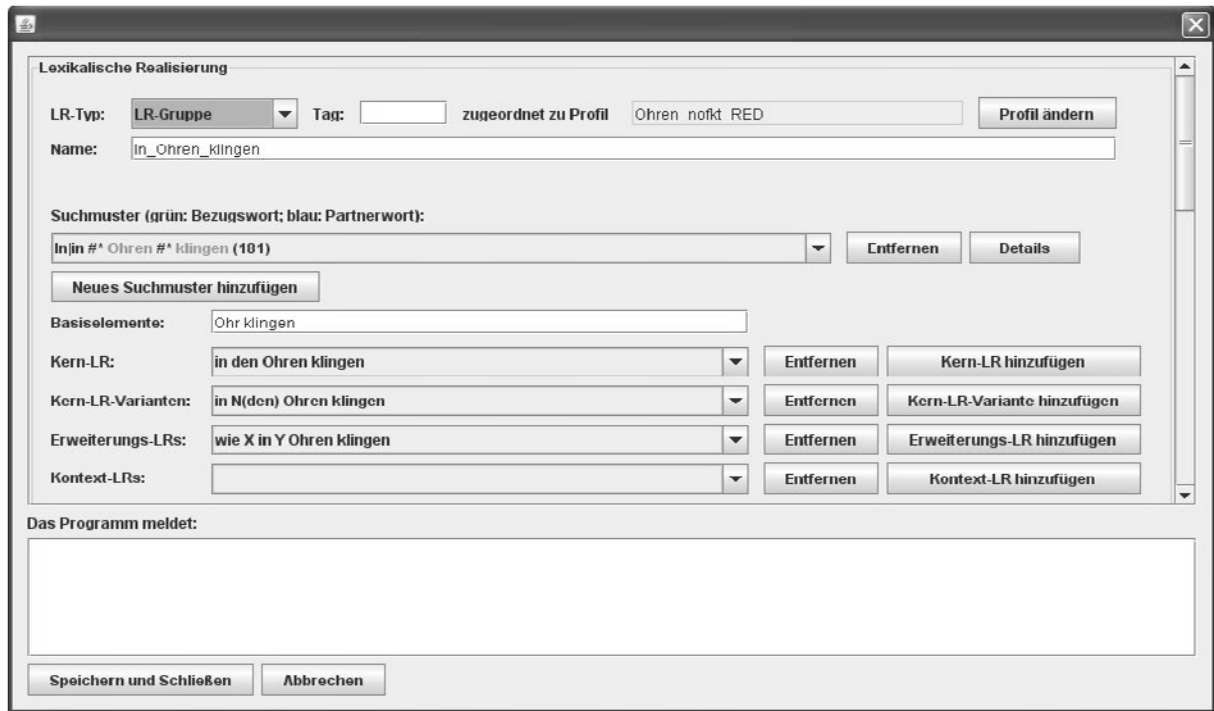 Lexikalische Realisierung
LR-Typ: LR-Gruppe Tag: zugeordnet zu Profil Ohren nofkt RED Profil ändern
Name: In_Ohren_klingen
Suchmuster (grün: Bezugswort; blau: Partnerwort):
In|in #* Ohren #* klingen (181) Entfernen Details
Neues Suchmuster hinzufügen
Basiselemente: Ohr klingen
Kern-LR: in den Ohren klingen Entfernen Kern-LR hinzufügen
Kern-LR-Varianten: in N(den) Ohren klingen Entfernen Kern-LR-Variante hinzufügen
Erweiterungs-LRs: wie X in Y Ohren klingen Entfernen Erweiterungs-LR hinzufügen
Kontext-LRs: Entfernen Kontext-LR hinzufügen
Das Programm meldet:
Speichern und Schließen Abbrechen